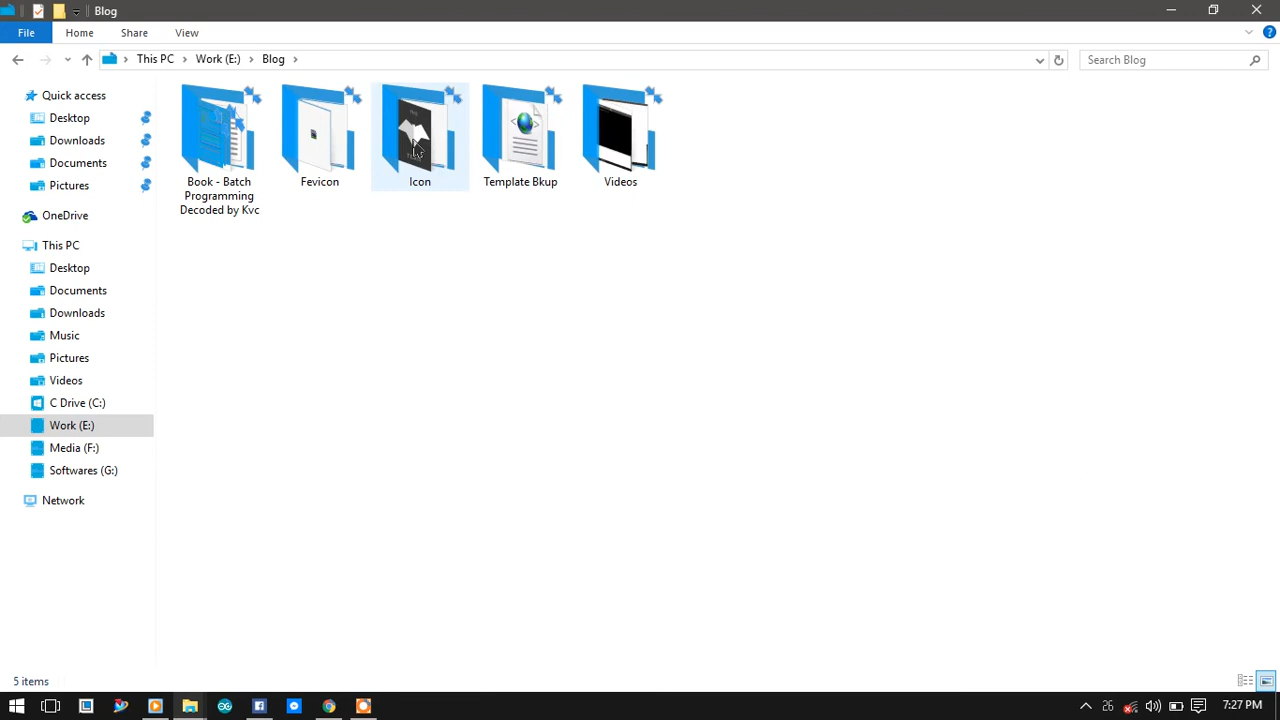 Blog
File
Home
Share
View
This PC
Work (E:)
Blog
Search Blog
Quick access
Desktop
Downloads
Documents
Pictures
OneDrive
This PC
Desktop
Documents
Downloads
Music
Pictures
Videos
C Drive (C:)
Work (E:)
Media (F:)
Softwares (G:)
Network
Book - Batch
Programming
Decoded by Kvc
Fevicon
Icon
Template Bkup
Videos
5 items
7:27 PM